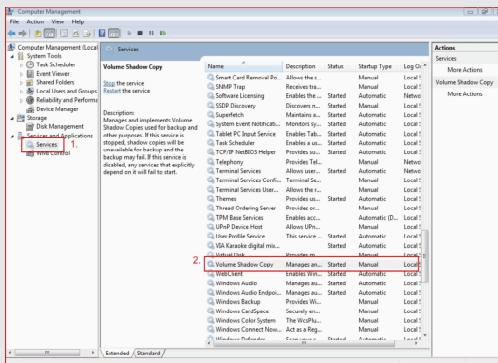 Computer Management
File Action View Help
Computer Management (Local
System Tools
Task Scheduler
Event Viewer
Shared Folders
Local Users and Groups
Reliability and Performa
Device Manager
Storage
Disk Management
Services and Applications
Services
WMI Control
1.
Services
Volume Shadow Copy
Stop the service
Restart the service
Description:
Manages and implements Volume
Shadow Copies used for backup and
other purposes. If this service is
stopped, shadow copies will be
unavailable for backup and the
backup may fail. If this service is
disabled, any services that explicitly
depend on it will fail to start.
Name Description Status Startup Type Log On
Smart Card Removal Po... Allows the s... Manual Local S
SNMP Trap Receives tra... Manual Local S
Software Licensing Enables the ... Started Automatic Netwo
SSDP Discovery Discovers n... Started Manual Local S
Superfetch Maintains a... Started Automatic Local S
System Event Notificati... Monitors sy... Started Automatic Local S
Tablet PC Input Service Enables Tab... Started Automatic Local S
Task Scheduler Enables a us... Started Automatic Local S
TCP/IP NetBIOS Helper Provides su... Started Automatic Local S
Telephony Provides Tel... Manual Netwo
Terminal Services Allows user... Started Automatic Netwo
Terminal Services Confi... Terminal Se... Manual Local S
Terminal Services User... Allows the r... Manual Local S
Themes Provides us... Started Automatic Local S
Thread Ordering Server Provides or... Manual Local S
TPM Base Services Enables acc... Automatic (D... Local S
UPnP Device Host Allows UPn... Manual Local S
User Profile Service This service ... Started Automatic Local S
VIA Karaoke digital mix... Started Automatic Local S
Virtual Disk Provides m... Manual Local S
2.
Volume Shadow Copy Manages an... Started Manual Local S
WebClient Enables Win... Started Automatic Local S
Windows Audio Manages au... Started Automatic Local S
Windows Audio Endpoi... Manages au... Started Automatic Local S
Windows Backup Provides Wi... Manual Local S
Windows CardSpace Securely en... Manual Local S
Windows Color System The WcsPlu... Manual Local S
Windows Connect Now... Act as a Reg... Manual Local S
Windows Defender Scan your c... Started Automatic Local S
Extended Standard
Actions
Services
More Actions
Volume Shadow Copy
More Actions